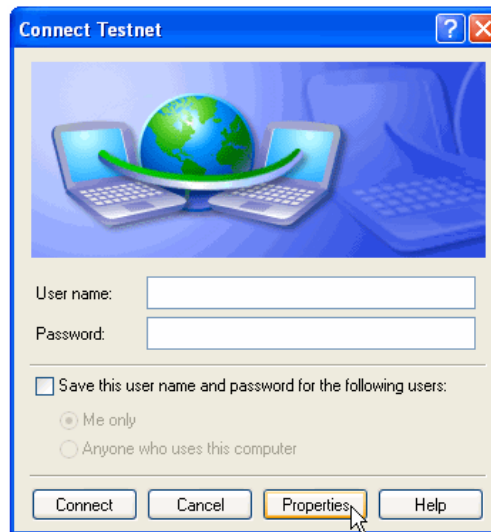 Connect Testnet
User name:
Password:
Save this user name and password for the following users:
Me only
Anyone who uses this computer
Connect Cancel Properties Help